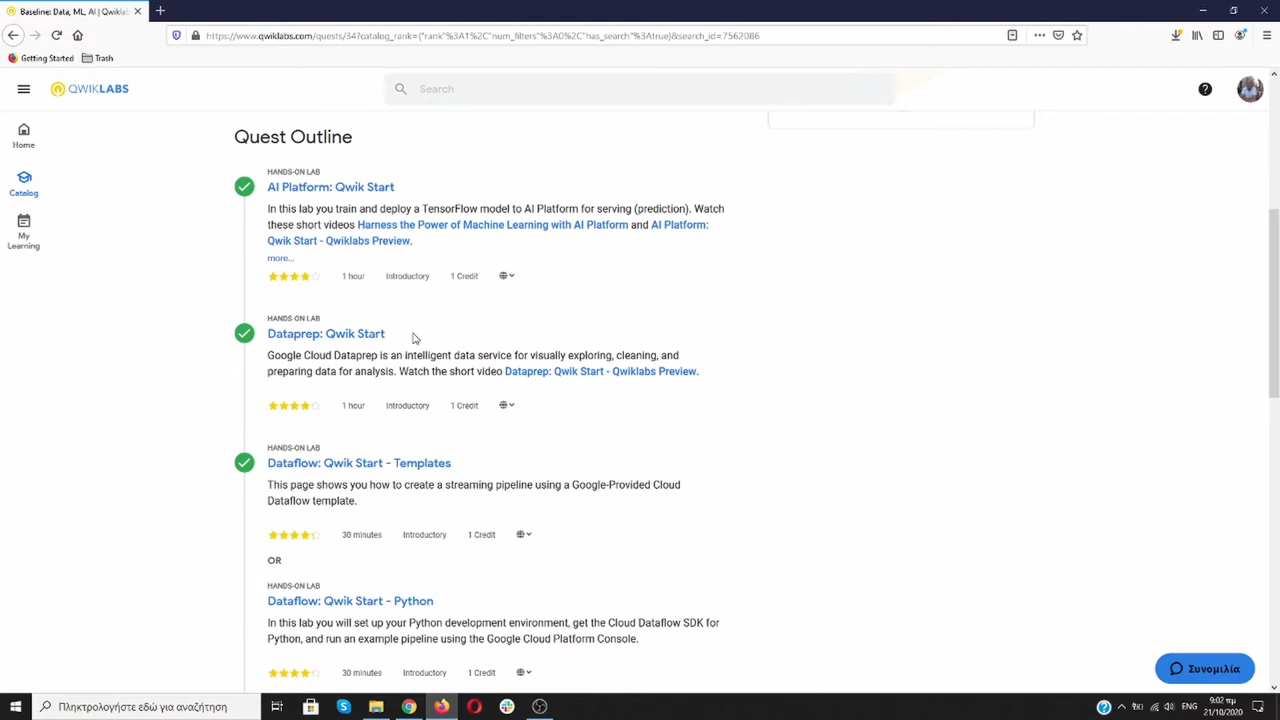 Baseline: Data, ML, AI | Qwiklab
https://www.qwiklabs.com/quests/34?catalog_rank={"rank"%3A1%2C"num_filters"%3A0%2C"has_search"%3Atrue}&search_id=7562086
Getting Started
Trash
QWIKLABS
Search
Home
Catalog
My
Learning
Quest Outline
HANDS-ON LAB
AI Platform: Qwik Start
In this lab you train and deploy a TensorFlow model to AI Platform for serving (prediction). Watch
these short videos Harness the Power of Machine Learning with AI Platform and AI Platform:
Qwik Start - Qwiklabs Preview.
more...
1 hour Introductory 1 Credit
HANDS-ON LAB
Dataprep: Qwik Start
Google Cloud Dataprep is an intelligent data service for visually exploring, cleaning, and
preparing data for analysis. Watch the short video Dataprep: Qwik Start - Qwiklabs Preview.
1 hour Introductory 1 Credit
HANDS-ON LAB
Dataflow: Qwik Start - Templates
This page shows you how to create a streaming pipeline using a Google-Provided Cloud
Dataflow template.
30 minutes Introductory 1 Credit
OR
HANDS-ON LAB
Dataflow: Qwik Start - Python
In this lab you will set up your Python development environment, get the Cloud Dataflow SDK for
Python, and run an example pipeline using the Google Cloud Platform Console.
30 minutes Introductory 1 Credit
Συνομιλία
Πληκτρολογήστε εδώ για αναζήτηση
ENG
9:02 πμ
21/10/2020